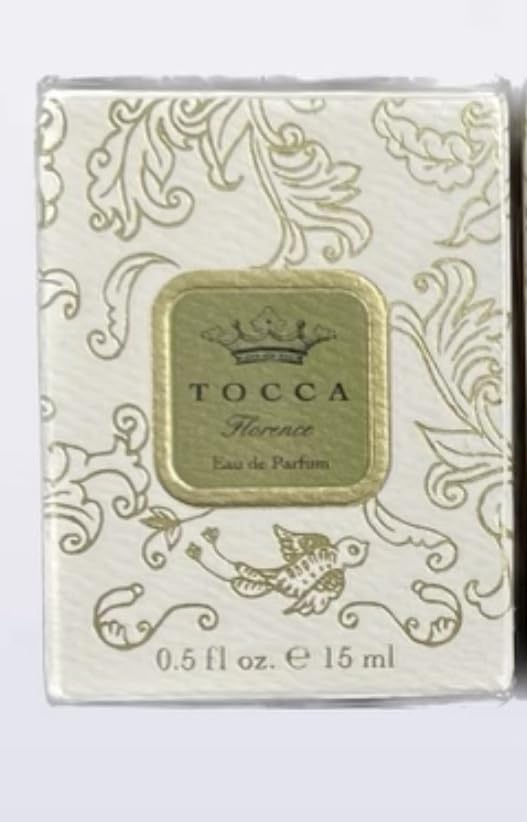 TOCCA
Florence
Eau de Parfum
0.5 fl oz. ℮ 15 ml